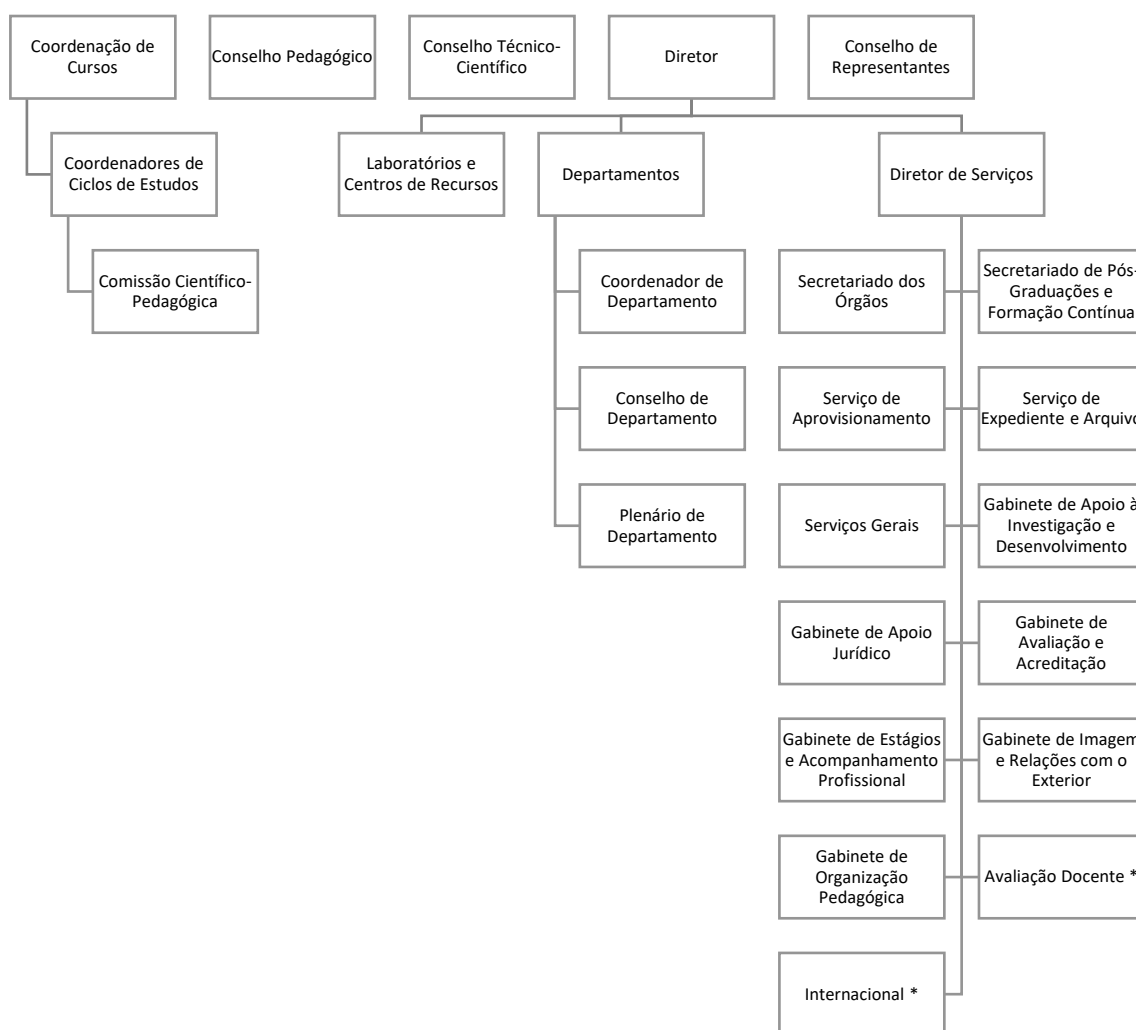 Coordenação de
Cursos
Conselho Pedagógico
Conselho Técnico-
Científico
Diretor
Conselho de
Representantes
Coordenadores de
Ciclos de Estudos
Laboratórios e
Centros de Recursos
Departamentos
Diretor de Serviços
Comissão Científico-
Pedagógica
Coordenador de
Departamento
Secretariado dos
Órgãos
Secretariado de Pós-
Graduações e
Formação Contínua
Conselho de
Departamento
Serviço de
Aprovisionamento
Serviço de
Expediente e Arquivo
Plenário de
Departamento
Serviços Gerais
Gabinete de Apoio à
Investigação e
Desenvolvimento
Gabinete de Apoio
Jurídico
Gabinete de
Avaliação e
Acreditação
Gabinete de Estágios
e Acompanhamento
Profissional
Gabinete de Imagem
e Relações com o
Exterior
Gabinete de
Organização
Pedagógica
Avaliação Docente *
Internacional *